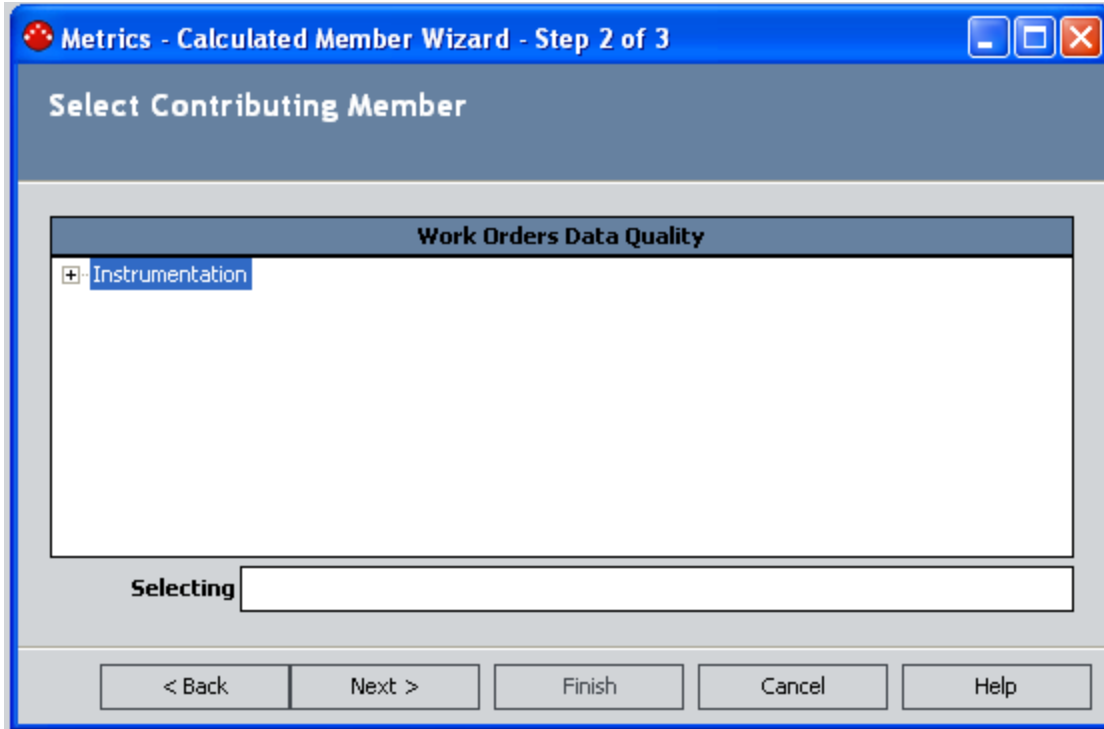 Metrics - Calculated Member Wizard - Step 2 of 3
Select Contributing Member
Work Orders Data Quality
Instrumentation
Selecting
< Back Next > Finish Cancel Help